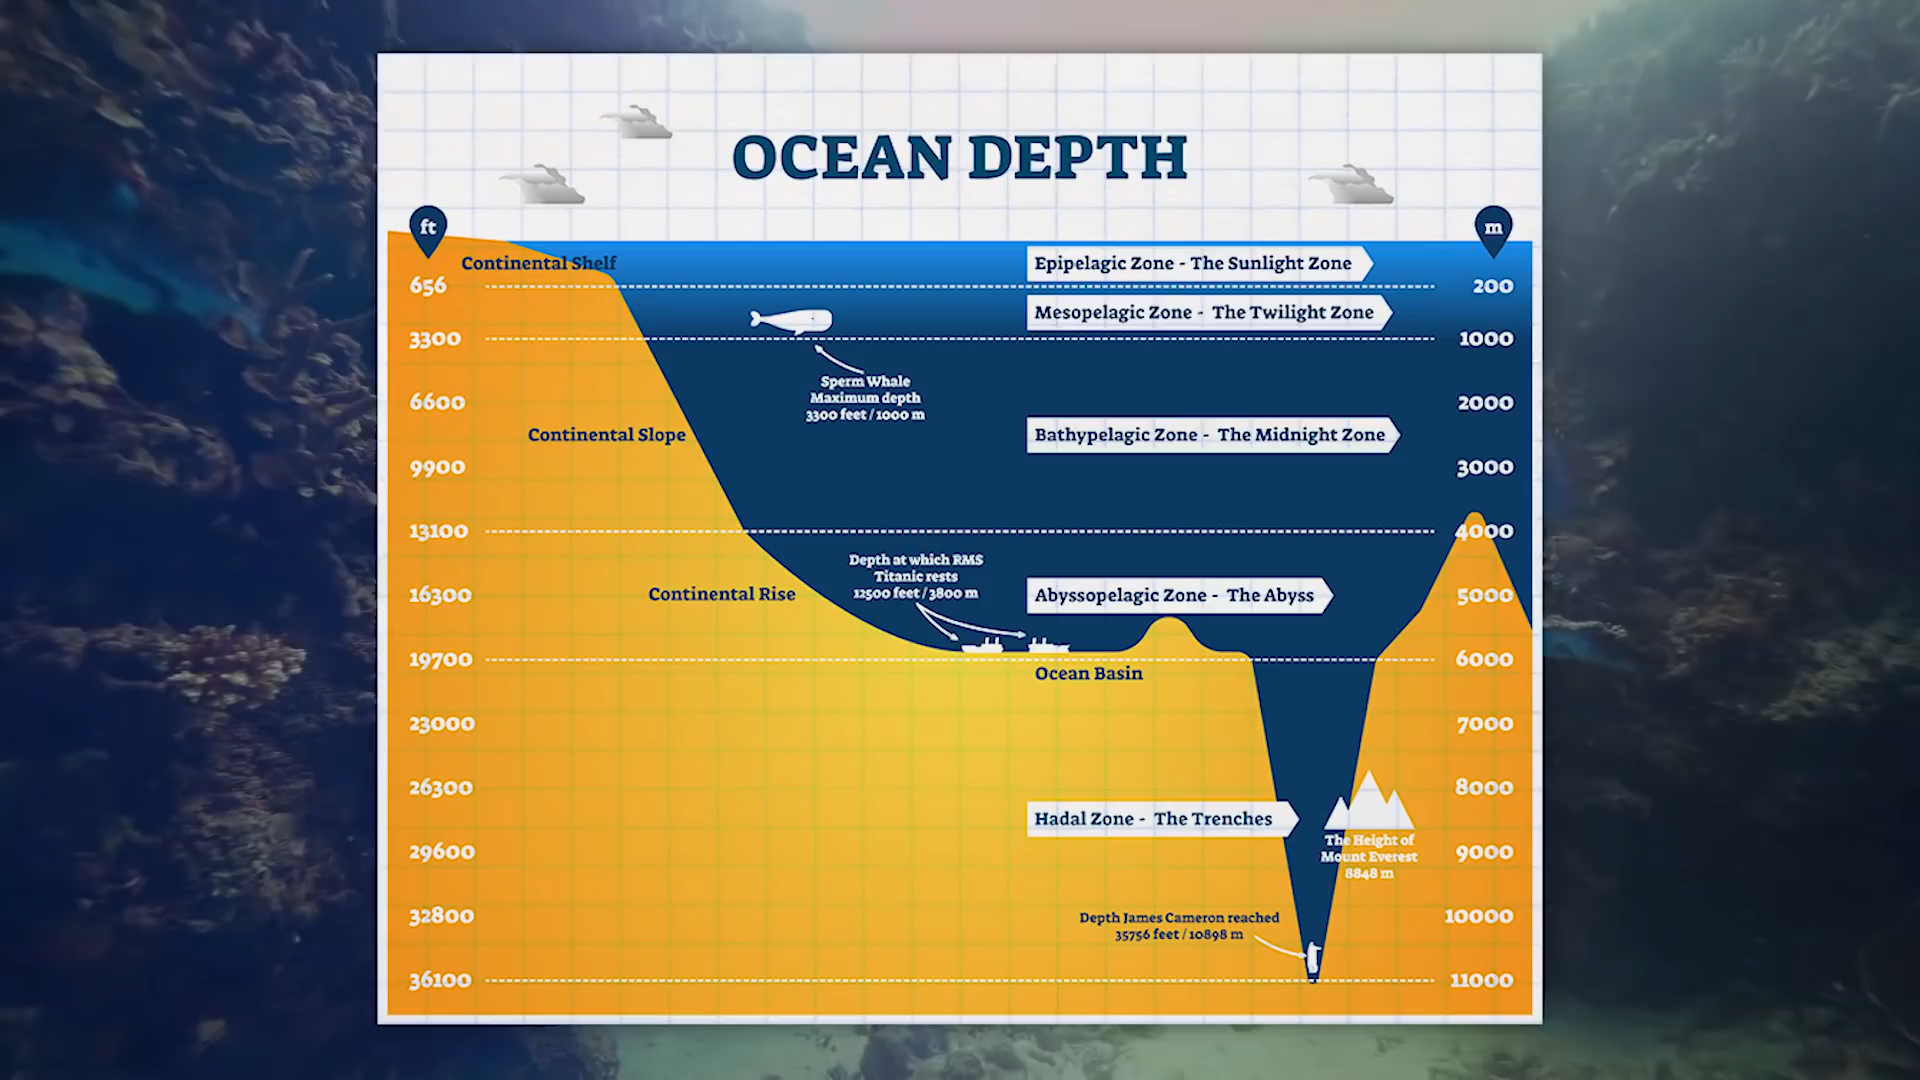 OCEAN DEPTH
ft
m
Continental Shelf
Epipelagic Zone - The Sunlight Zone
656
200
Mesopelagic Zone - The Twilight Zone
3300
1000
Sperm Whale
Maximum depth
3300 feet / 1000 m
6600
2000
Continental Slope
Bathypelagic Zone - The Midnight Zone
9900
3000
13100
4000
Depth at which RMS
Titanic rests
12500 feet / 3800 m
Continental Rise
Abyssopelagic Zone - The Abyss
16300
5000
19700
6000
Ocean Basin
23000
7000
26300
8000
Hadal Zone - The Trenches
The Height of
Mount Everest
8848 m
29600
9000
32800
10000
Depth James Cameron reached
35756 feet / 10898 m
36100
11000